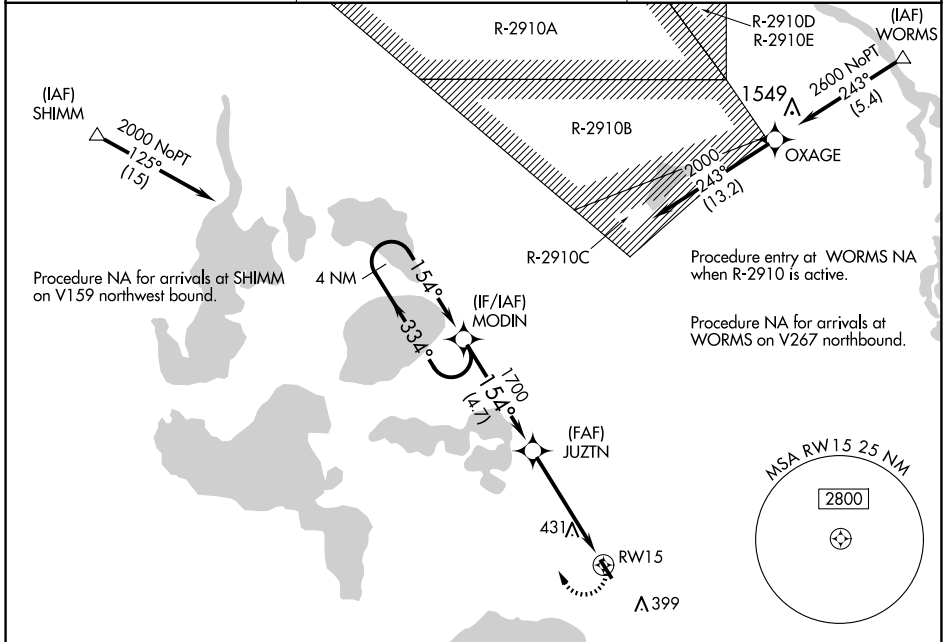 R-2910A
R-2910D
R-2910E
(IAF)
WORMS
2600 NoPT
243°
(5.4)
1549
(IAF)
SHIMM
2000 NoPT
125°
(15)
R-2910B
OXAGE
2000
243°
(13.2)
R-2910C
Procedure NA for arrivals at SHIMM
on V159 northwest bound.
4 NM
154°
334°
(IF/IAF)
MODIN
Procedure entry at WORMS NA
when R-2910 is active.
Procedure NA for arrivals at
WORMS on V267 northbound.
1700
154°
(4.7)
(FAF)
JUZTN
431
RW15
399
MSA RW15 25 NM
2800